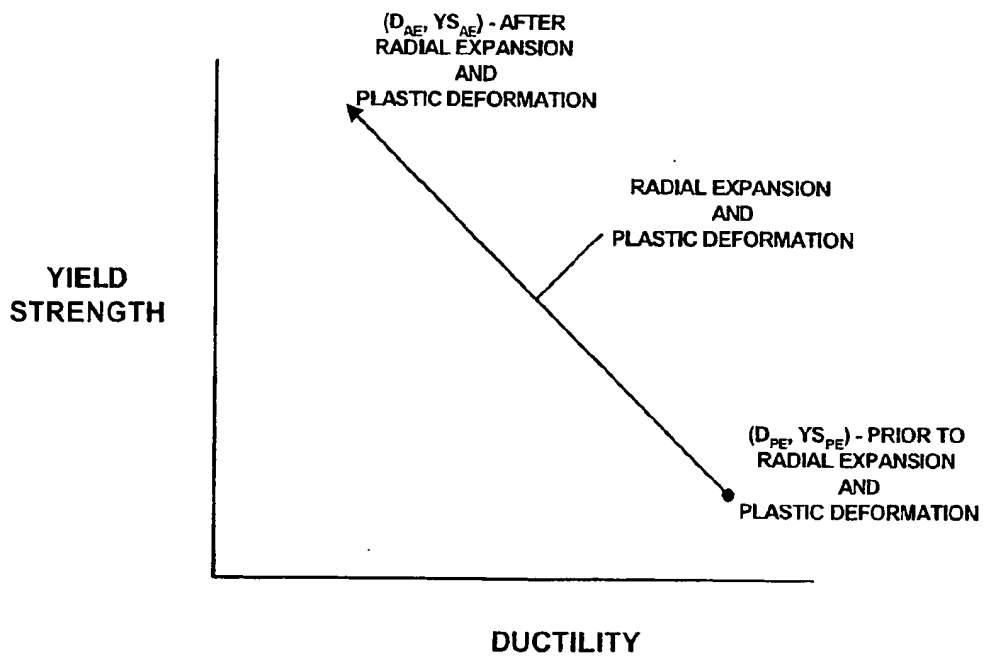 (D_AE, YS_AE) - AFTER
RADIAL EXPANSION
AND
PLASTIC DEFORMATION
RADIAL EXPANSION
AND
PLASTIC DEFORMATION
YIELD
STRENGTH
(D_PE, YS_PE) - PRIOR TO
RADIAL EXPANSION
AND
PLASTIC DEFORMATION
DUCTILITY